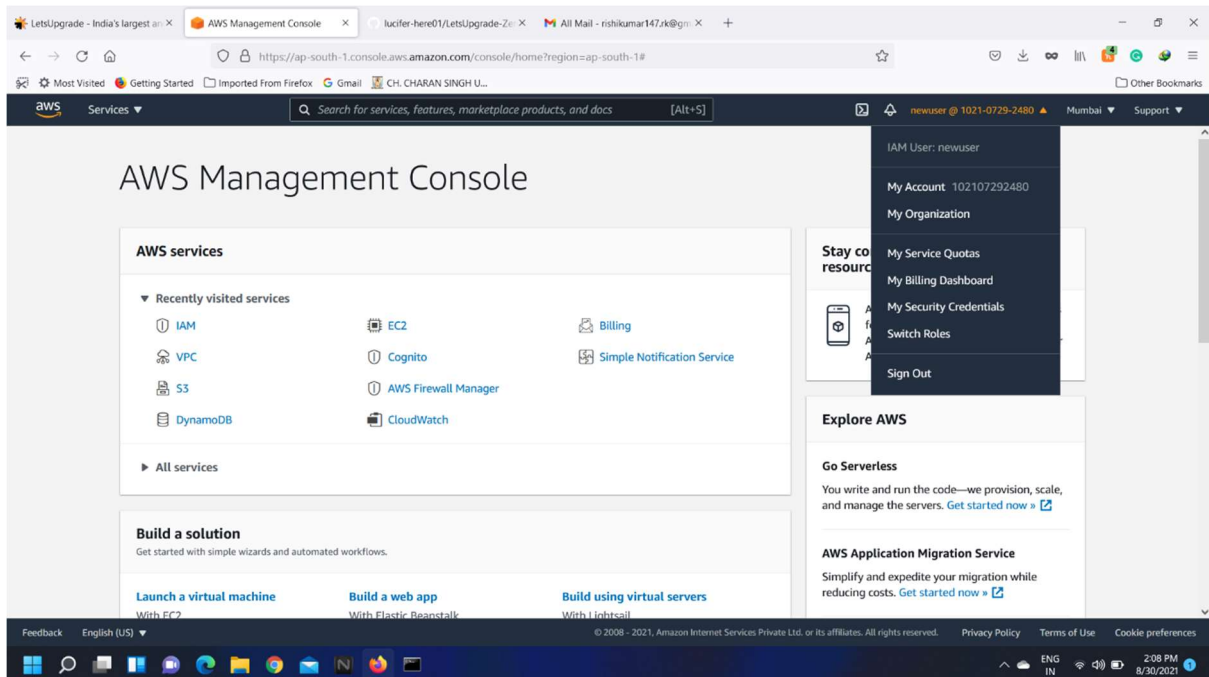 LetsUpgrade - India's largest an
AWS Management Console
lucifer-here01/LetsUpgrade-Ze
All Mail - rishikumar147.rk@gm
https://ap-south-1.console.aws.amazon.com/console/home?region=ap-south-1#
4
Most Visited Getting Started Imported From Firefox Gmail CH. CHARAN SINGH U... Other Bookmarks
aws Services Search for services, features, marketplace products, and docs [Alt+S] newuser @ 1021-0729-2480 Mumbai Support
IAM User: newuser
My Account 102107292480
My Organization
My Service Quotas
My Billing Dashboard
My Security Credentials
Switch Roles
Sign Out
AWS Management Console
AWS services
Recently visited services
IAM EC2 Billing
VPC Cognito Simple Notification Service
S3 AWS Firewall Manager
DynamoDB CloudWatch
All services
Stay co
resourc
Build a solution
Get started with simple wizards and automated workflows.
Launch a virtual machine Build a web app Build using virtual servers
With EC2 With Elastic Beanstalk With Lightsail
Explore AWS
Go Serverless
You write and run the code—we provision, scale,
and manage the servers. Get started now »
AWS Application Migration Service
Simplify and expedite your migration while
reducing costs. Get started now »
Feedback English (US) © 2008 - 2021, Amazon Internet Services Private Ltd. or its affiliates. All rights reserved. Privacy Policy Terms of Use Cookie preferences
ENG
IN
2:08 PM
8/30/2021
1